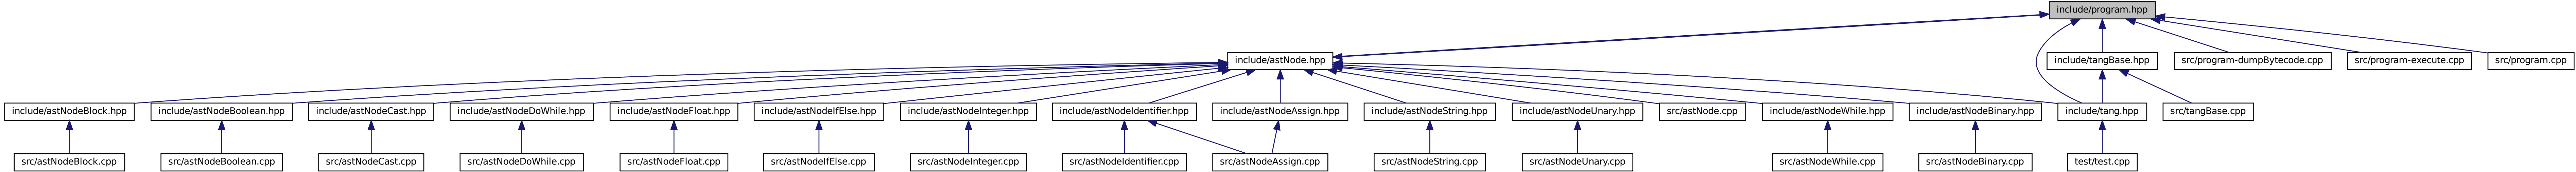 include/program.hpp
include/astNode.hpp
include/tangBase.hpp
src/program-dumpBytecode.cpp
src/program-execute.cpp
src/program.cpp
include/astNodeBlock.hpp
include/astNodeBoolean.hpp
include/astNodeCast.hpp
include/astNodeDoWhile.hpp
include/astNodeFloat.hpp
include/astNodeIfElse.hpp
include/astNodeInteger.hpp
include/astNodeIdentifier.hpp
include/astNodeAssign.hpp
include/astNodeString.hpp
include/astNodeUnary.hpp
src/astNode.cpp
include/astNodeWhile.hpp
include/astNodeBinary.hpp
include/tang.hpp
src/tangBase.cpp
src/astNodeBlock.cpp
src/astNodeBoolean.cpp
src/astNodeCast.cpp
src/astNodeDoWhile.cpp
src/astNodeFloat.cpp
src/astNodeIfElse.cpp
src/astNodeInteger.cpp
src/astNodeIdentifier.cpp
src/astNodeAssign.cpp
src/astNodeString.cpp
src/astNodeUnary.cpp
src/astNodeWhile.cpp
src/astNodeBinary.cpp
test/test.cpp